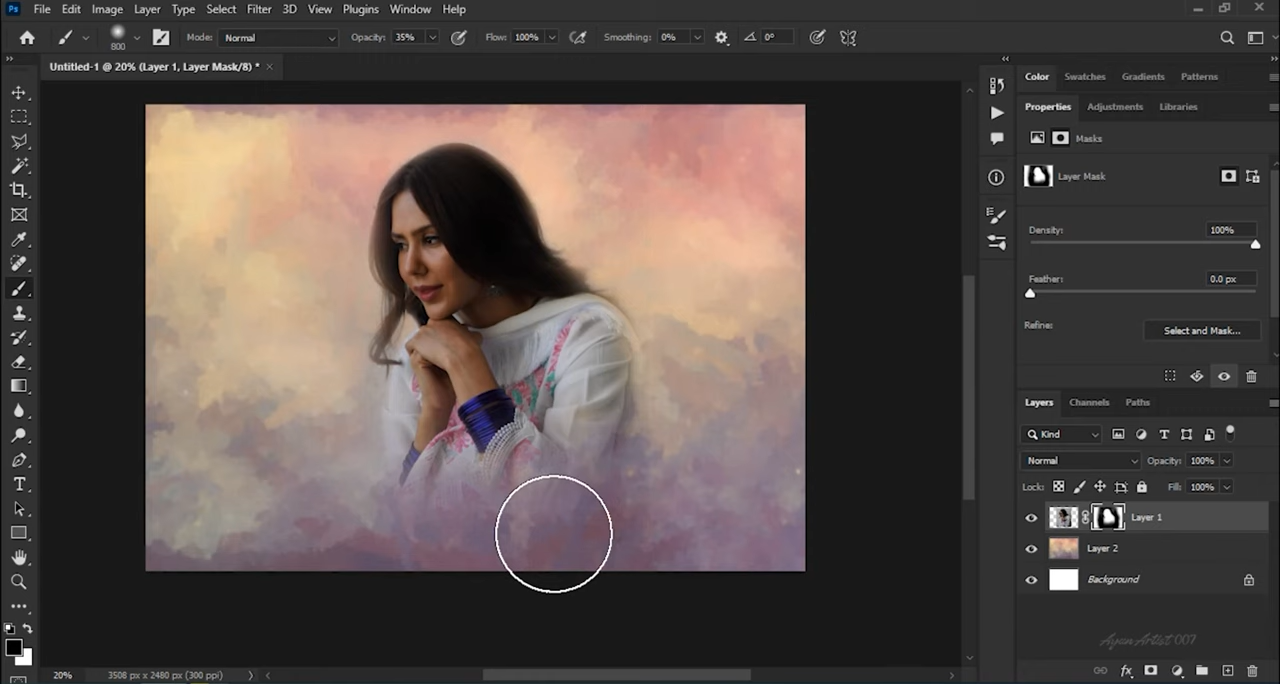 Ps File Edit Image Layer Type Select Filter 3D View Plugins Window Help
800 Mode: Normal Opacity: 35% Flow: 100% Smoothing: 0% 0°
Untitled-1 @ 20% (Layer 1, Layer Mask/8) *
Color Swatches Gradients Patterns
Properties Adjustments Libraries
Masks
Layer Mask
Density: 100%
Feather: 0.0 px
Refine: Select and Mask...
Layers Channels Paths
Kind
Normal Opacity: 100%
Lock: Fill: 100%
Layer 1
Layer 2
Background
Ayan Artist 007
20% 3508 px x 2480 px (300 ppi)